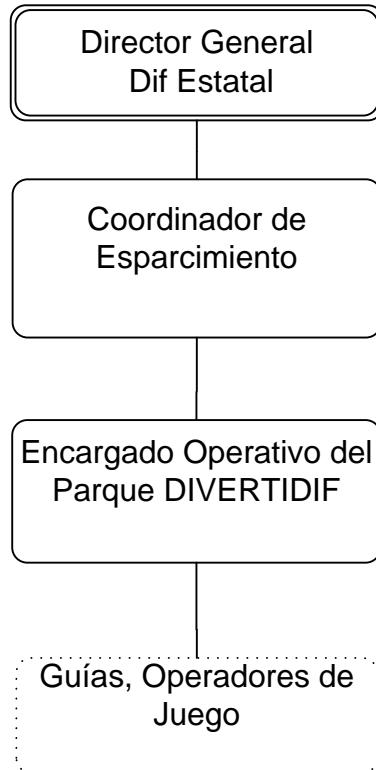 Director General
Dif Estatal
Coordinador de
Esparcimiento
Encargado Operativo del
Parque DIVERTIDIF
Guías, Operadores de
Juego